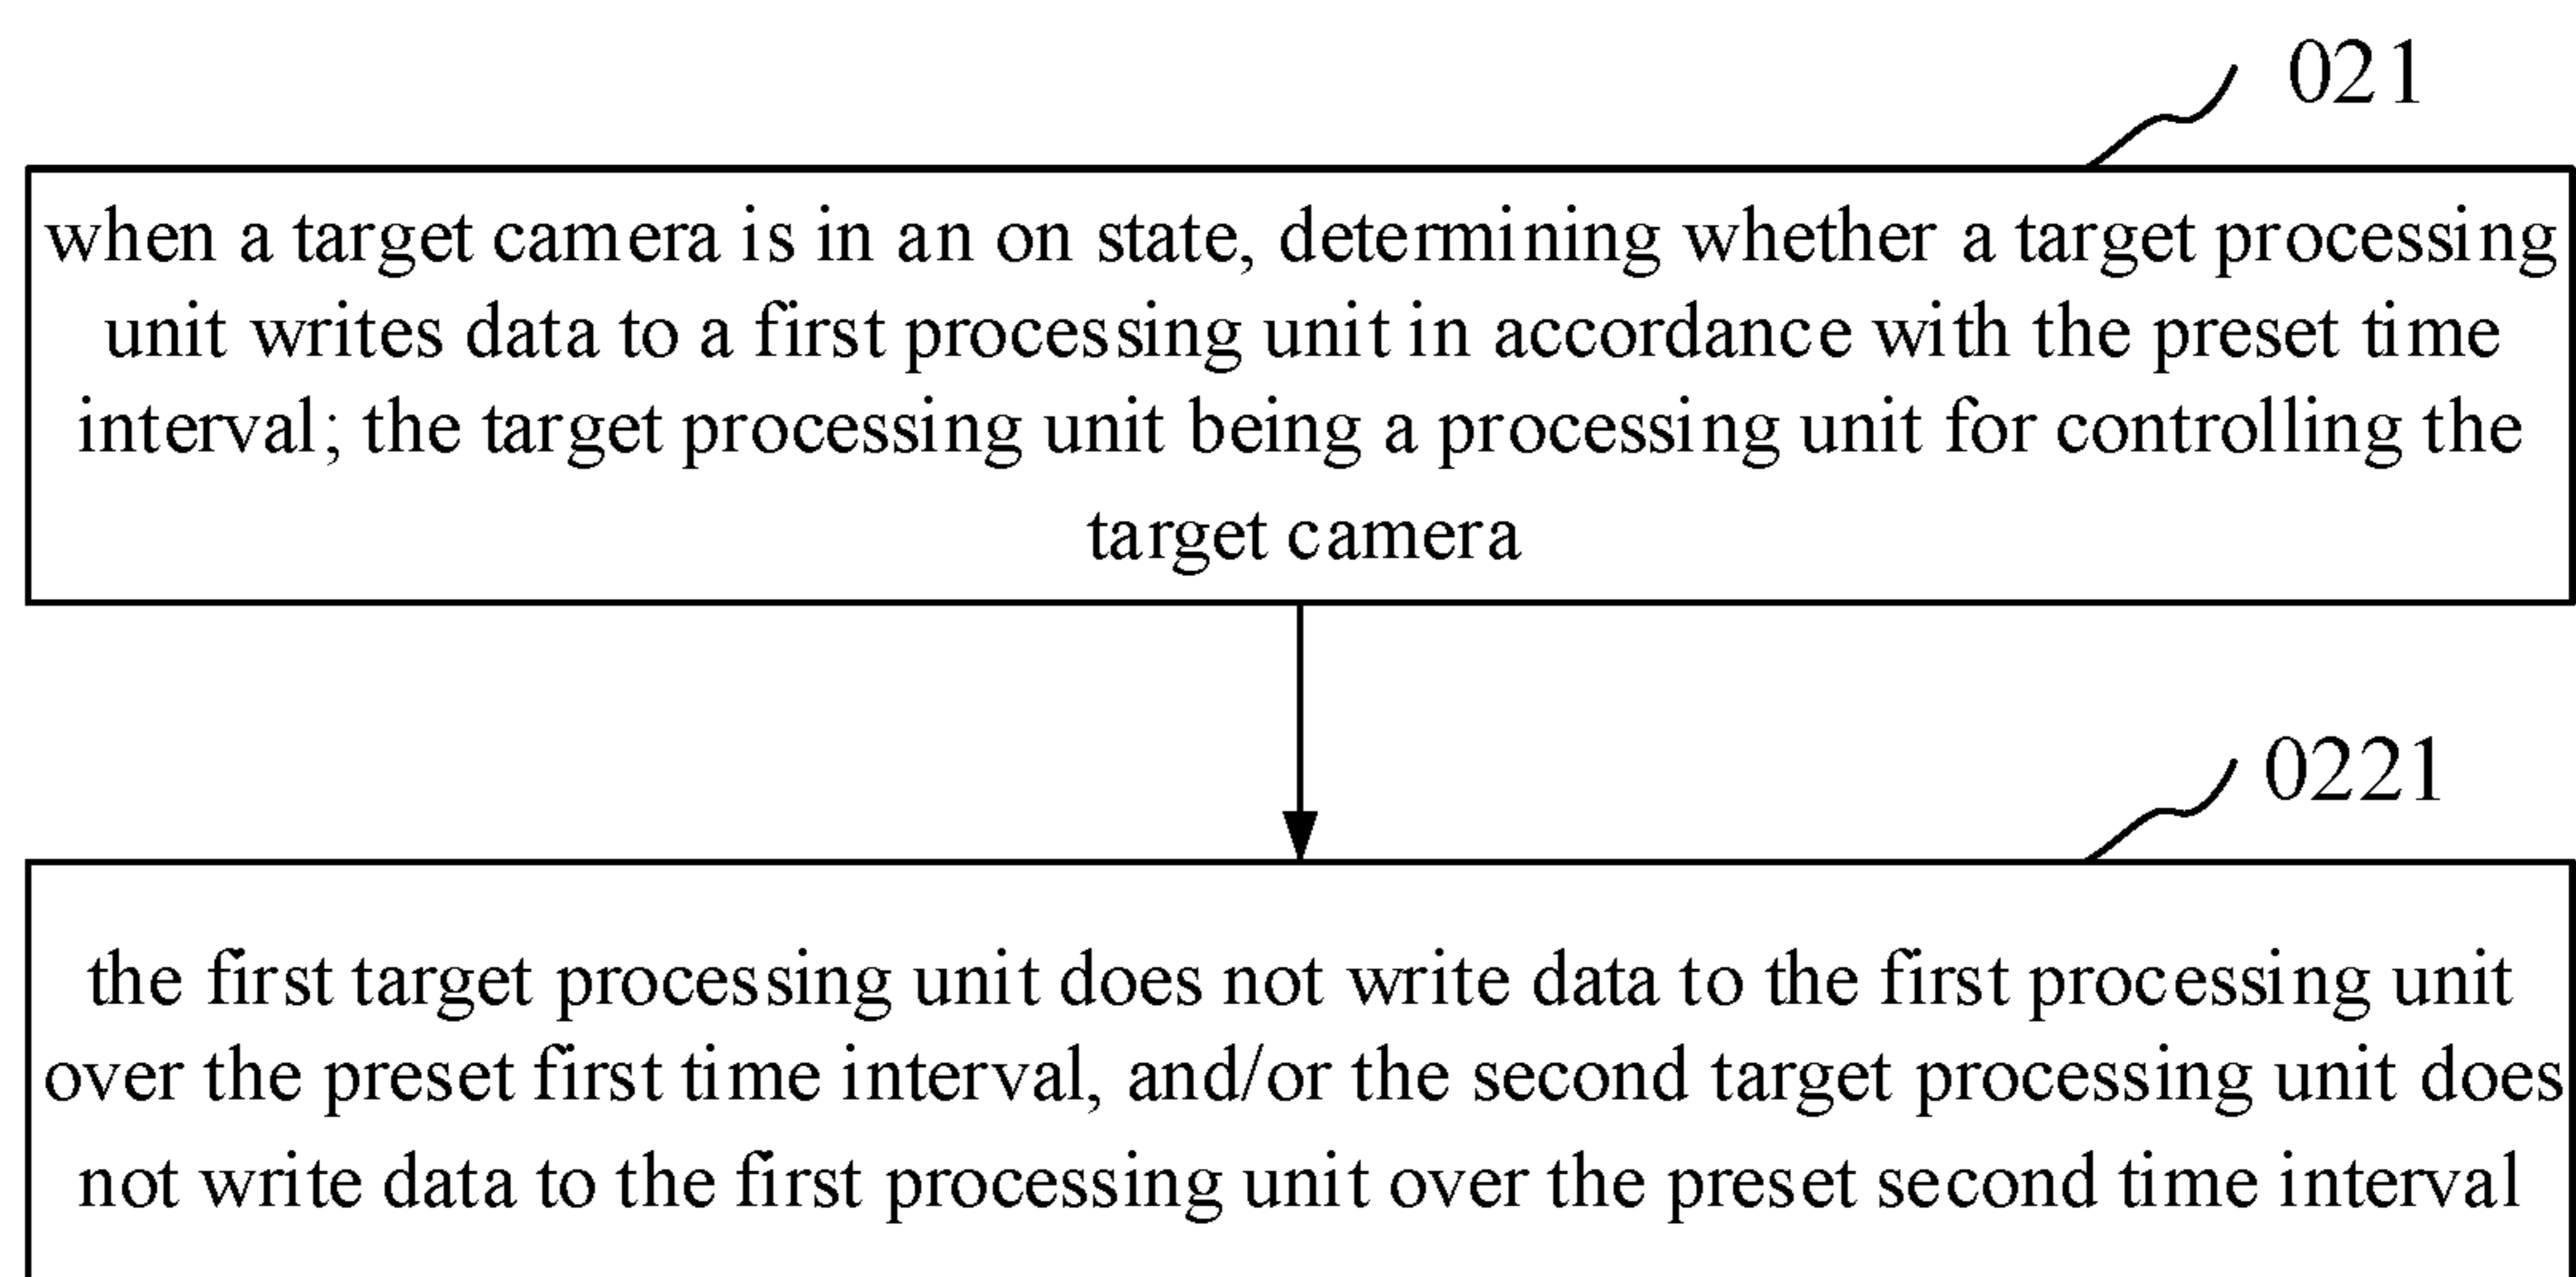 021
when a target camera is in an on state, determining whether a target processing
unit writes data to a first processing unit in accordance with the preset time
interval; the target processing unit being a processing unit for controlling the
target camera
0221
the first target processing unit does not write data to the first processing unit
over the preset first time interval, and/or the second target processing unit does
not write data to the first processing unit over the preset second time interval